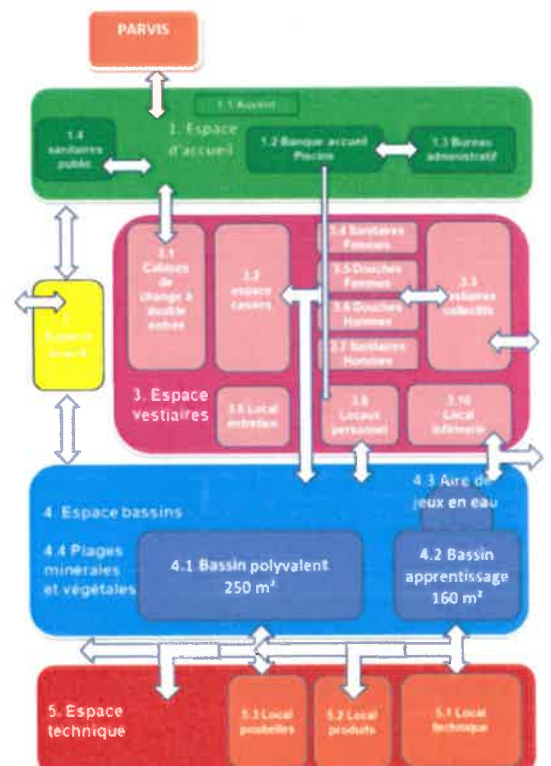 PARVIS
1.1 Auvent
1.4
sanitaires
public
1. Espace
d'accueil
1.2 Banque accueil
Piscine
1.3 Bureau
administratif
3.1
Cabines
de
change à
double
entrée
3.2
espace
casiers
3.4 Sanitaires
Femmes
3.5 Douches
Femmes
3.6 Douches
Hommes
3.7 Sanitaires
Hommes
3.3
vestiaires
collectifs
Espace
3. Espace
vestiaires
3.8 Local
entretien
3.9
Locaux
personnel
3.10
Local
infirmerie
4. Espace bassins
4.3 Aire de
jeux en eau
4.4 Plages
minérales
et végétales
4.1 Bassin polyvalent
250 m²
4.2 Bassin
apprentissage
160 m²
5. Espace
technique
5.3 Local
poubelles
5.2 Local
produits
5.1 Local
technique